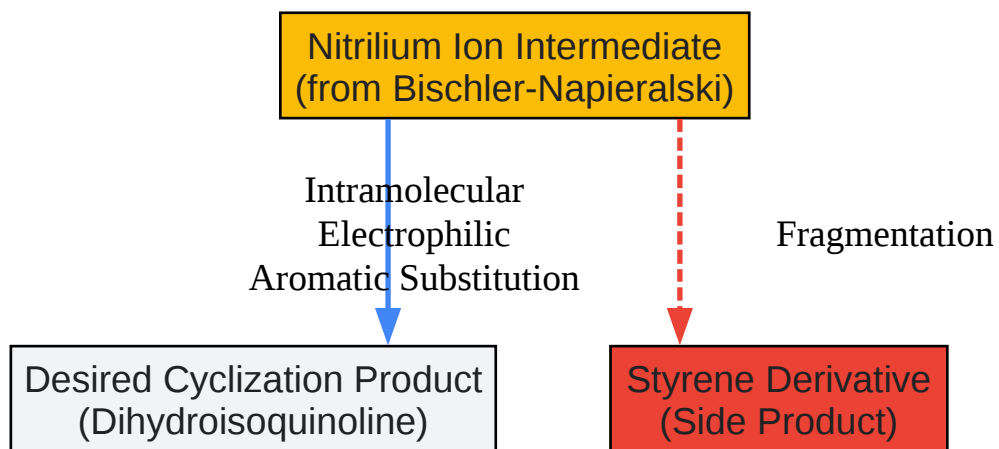 Nitrilium Ion Intermediate
(from Bischler-Napieralski)
Intramolecular
Electrophilic
Aromatic Substitution
Fragmentation
Desired Cyclization Product
(Dihydroisoquinoline)
Styrene Derivative
(Side Product)